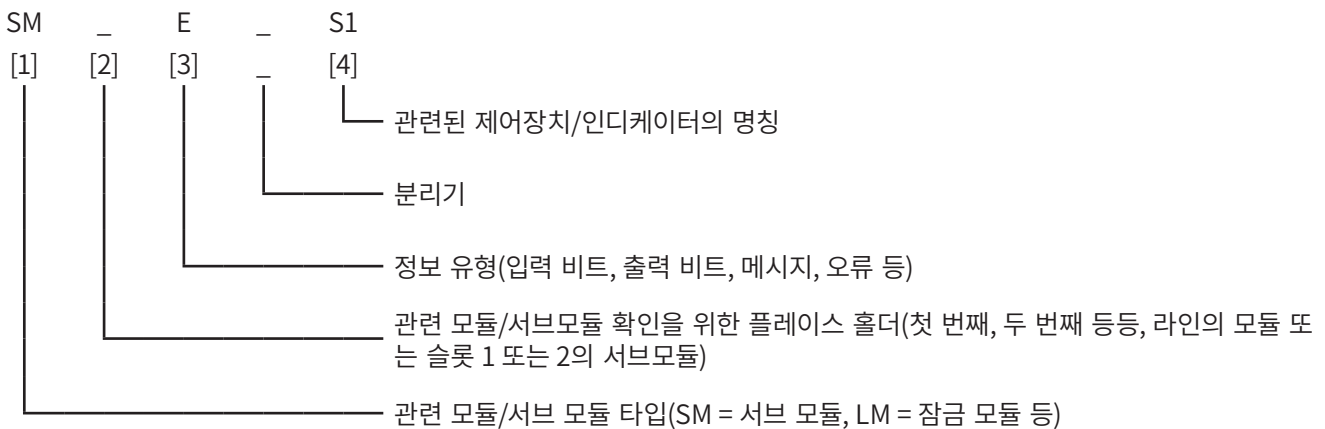 SM _ E _ S1
[1] [2] [3] _ [4]
관련된 제어장치/인디케이터의 명칭
분리기
정보 유형(입력 비트, 출력 비트, 메시지, 오류 등)
관련 모듈/서브모듈 확인을 위한 플레이스 홀더(첫 번째, 두 번째 등등, 라인의 모듈 또
는 슬롯 1 또는 2의 서브모듈)
관련 모듈/서브 모듈 타입(SM = 서브 모듈, LM = 잠금 모듈 등)